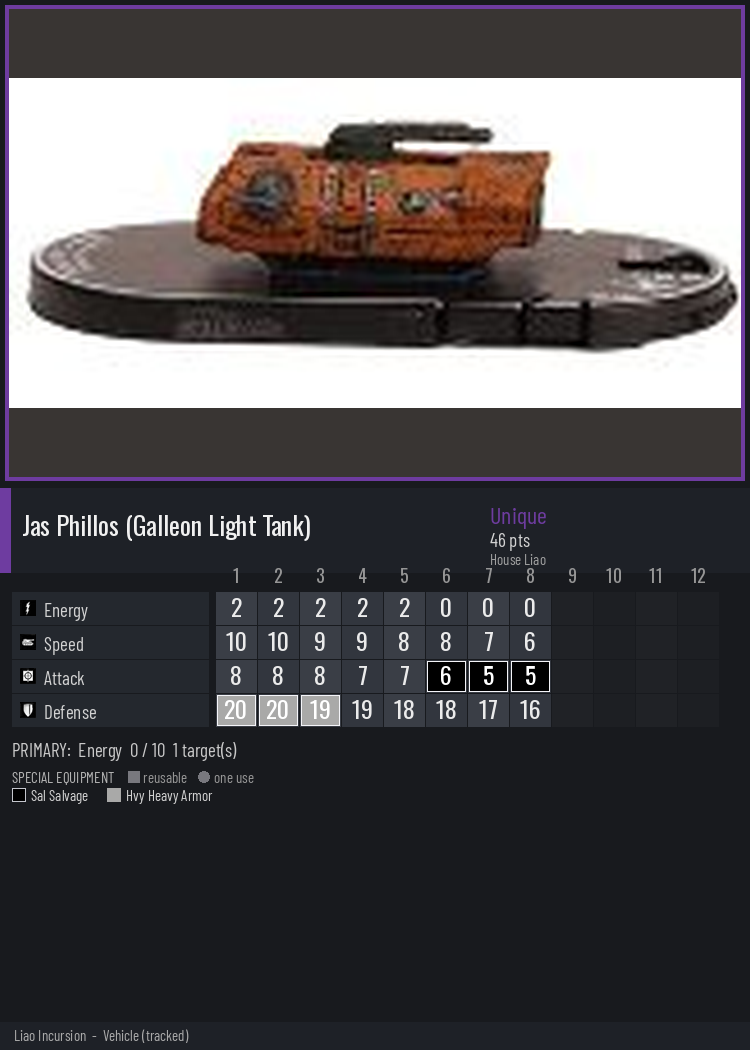 Jas Phillos (Galleon Light Tank)
Unique
46 pts
House Liao
1 2 3 4 5 6 7 8 9 10 11 12
Energy 2 2 2 2 2 0 0 0
Speed 10 10 9 9 8 8 7 6
Attack 8 8 8 7 7 6 5 5
Defense 20 20 19 19 18 18 17 16
PRIMARY: Energy 0 / 10 1 target(s)
SPECIAL EQUIPMENT reusable one use
Sal Salvage Hvy Heavy Armor
Liao Incursion - Vehicle (tracked)